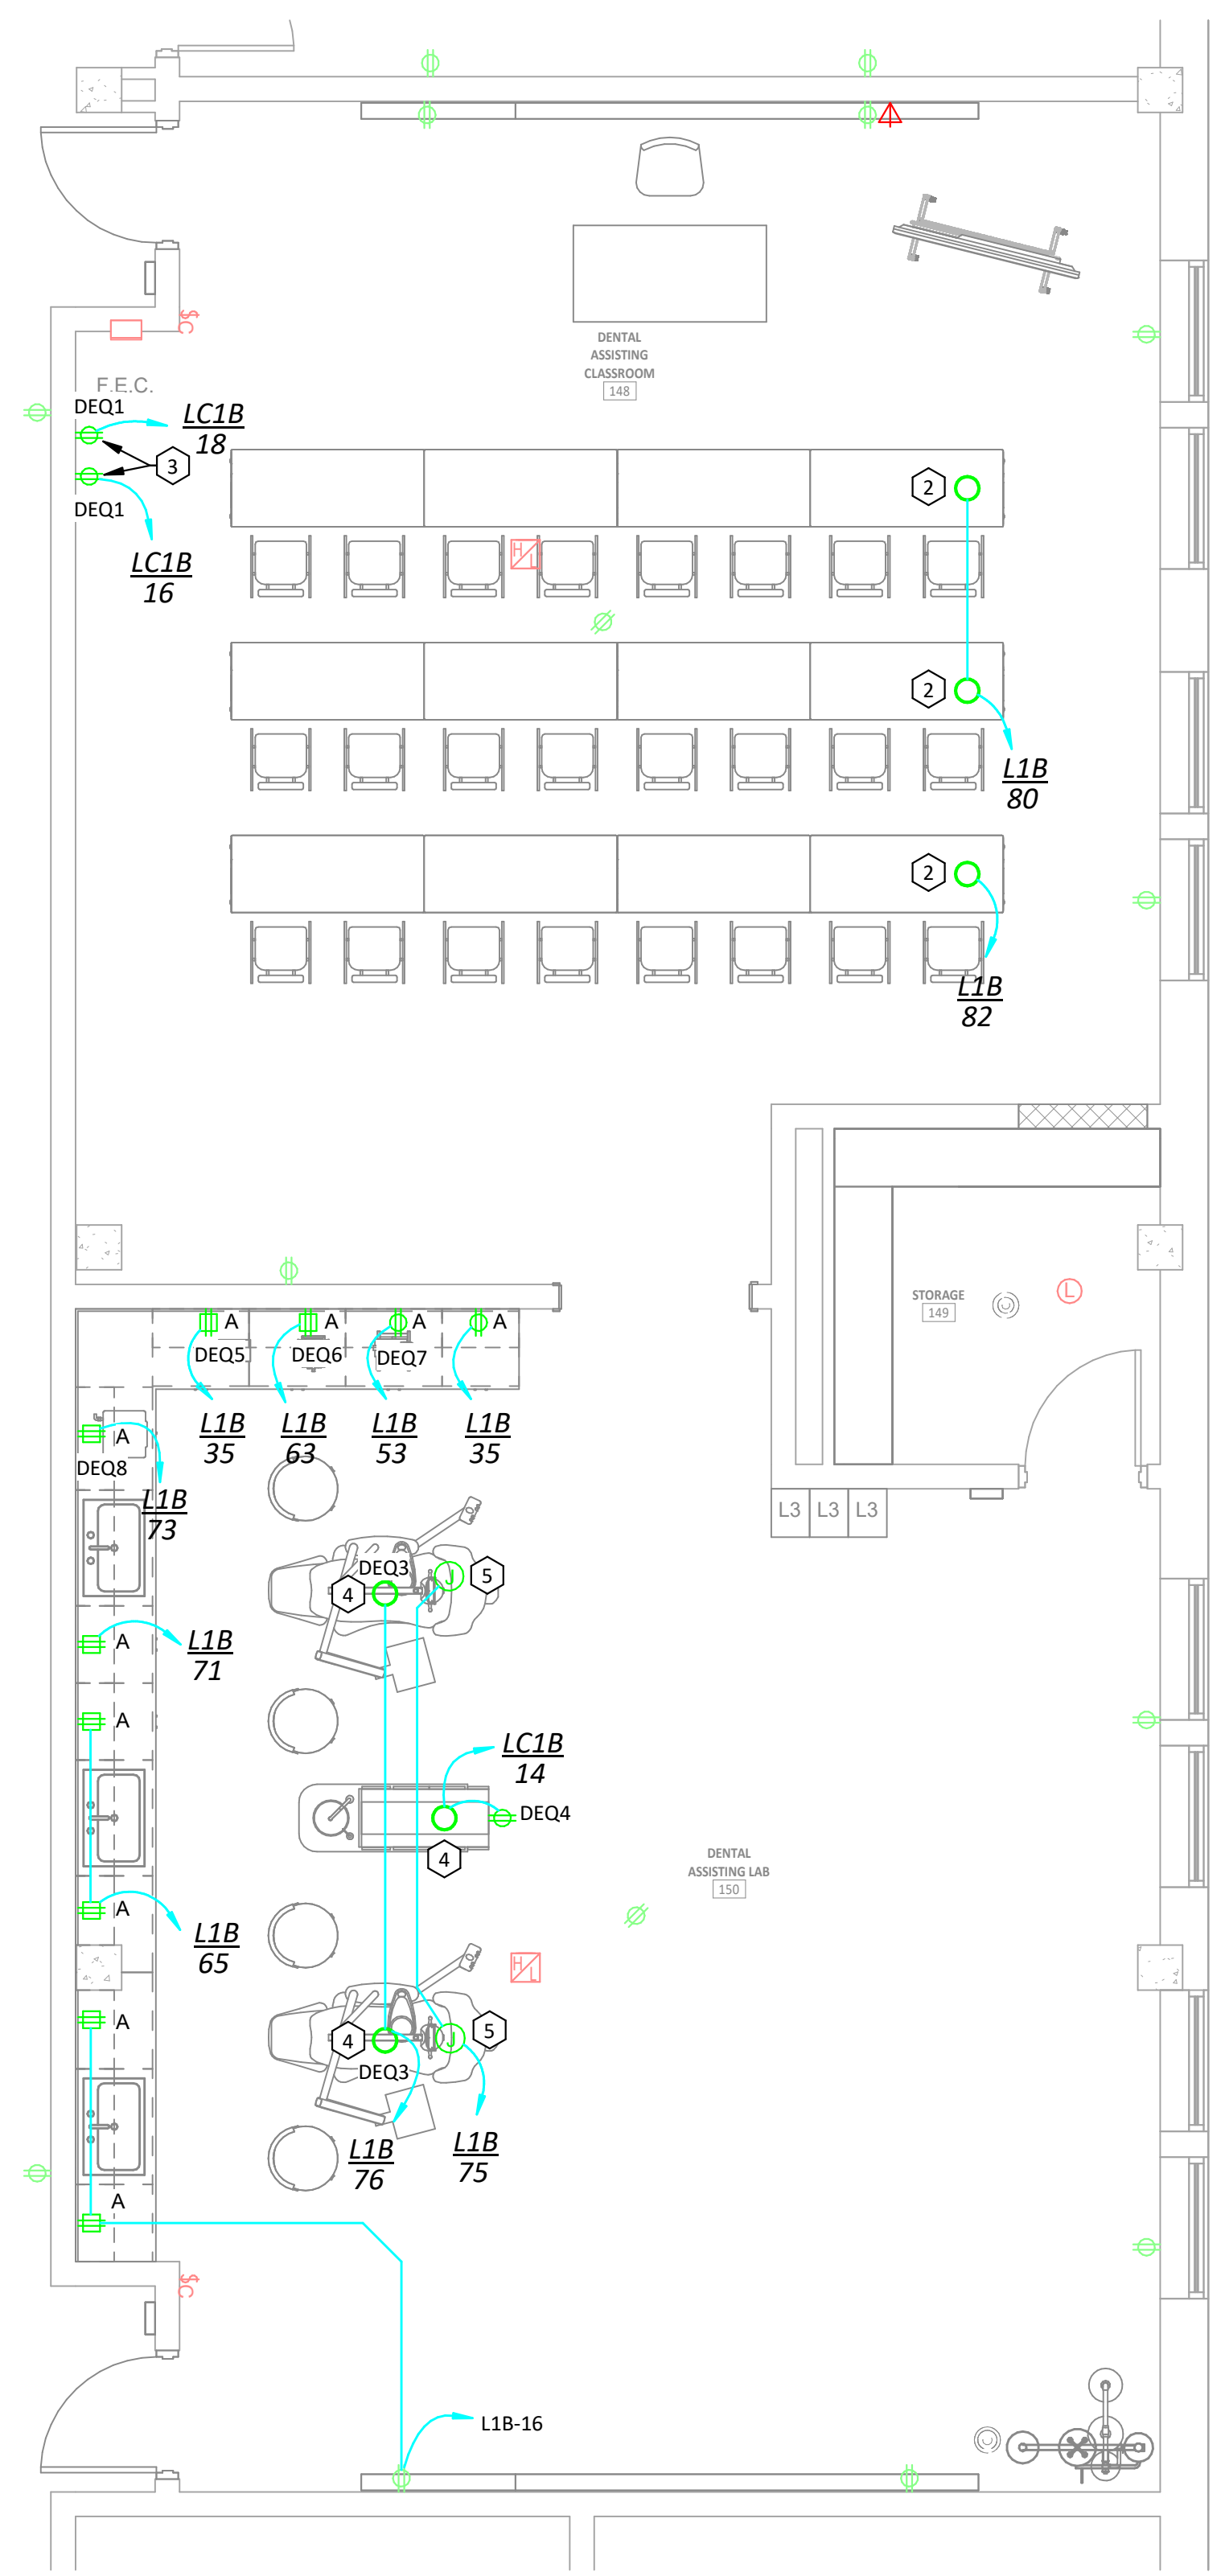 $C
F.E.C.
DENTAL
ASSISTING
CLASSROOM
148
DEQ1
LC1B
18
3
DEQ1
LC1B
16
2
H
L
2
L1B
80
2
L1B
82
STORAGE
149
L
A
A
A
A
DEQ5
DEQ6
DEQ7
L1B
35
L1B
63
L1B
53
L1B
35
A
DEQ8
L1B
73
L3
L3
L3
DEQ3
4
J
5
A
L1B
71
A
LC1B
14
DEQ4
4
DENTAL
ASSISTING LAB
150
A
L1B
65
H
L
A
4
J
5
DEQ3
L1B
76
L1B
75
A
$C
L1B-16